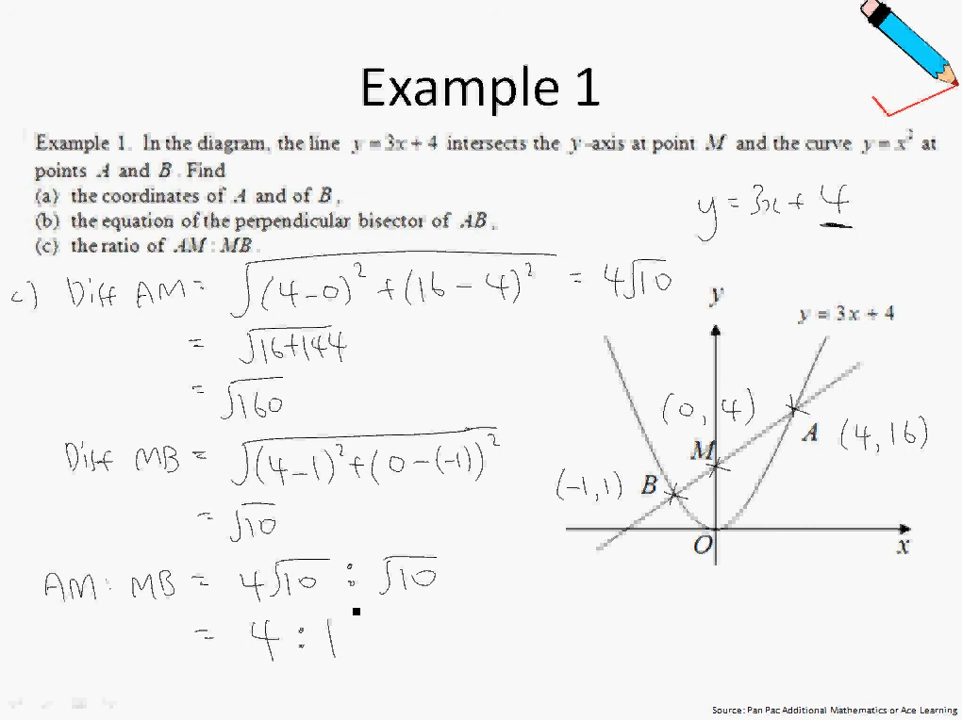 Example 1
Example 1. In the diagram, the line y = 3x + 4 intersects the y-axis at point M and the curve y = x² at
points A and B. Find
(a) the coordinates of A and of B,
(b) the equation of the perpendicular bisector of AB,
(c) the ratio of AM : MB.
y = 3x + 4
c) Diff AM = √(4-0)² + (16-4)² = 4√10
= √16+144
= √160
Diff MB = √(4-1)² + (0-(-1))²
= √10
AM : MB = 4√10 : √10
= 4 : 1
y
y = 3x + 4
(0, 4)
A (4, 16)
M
(-1, 1) B
O
x
Source: Pan Pac Additional Mathematics or Ace Learning